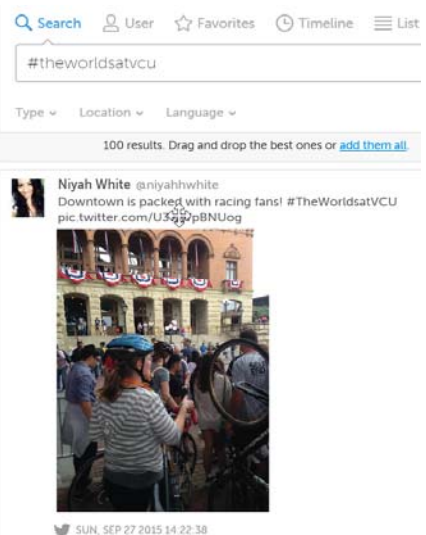 Search User Favorites Timeline List
#theworldsatvcu
Type Location Language
100 results. Drag and drop the best ones or add them all.
Niyah White @niyahhwhite
Downtown is packed with racing fans! #TheWorldsatVCU
SUN, SEP 27 2015 14:22:38